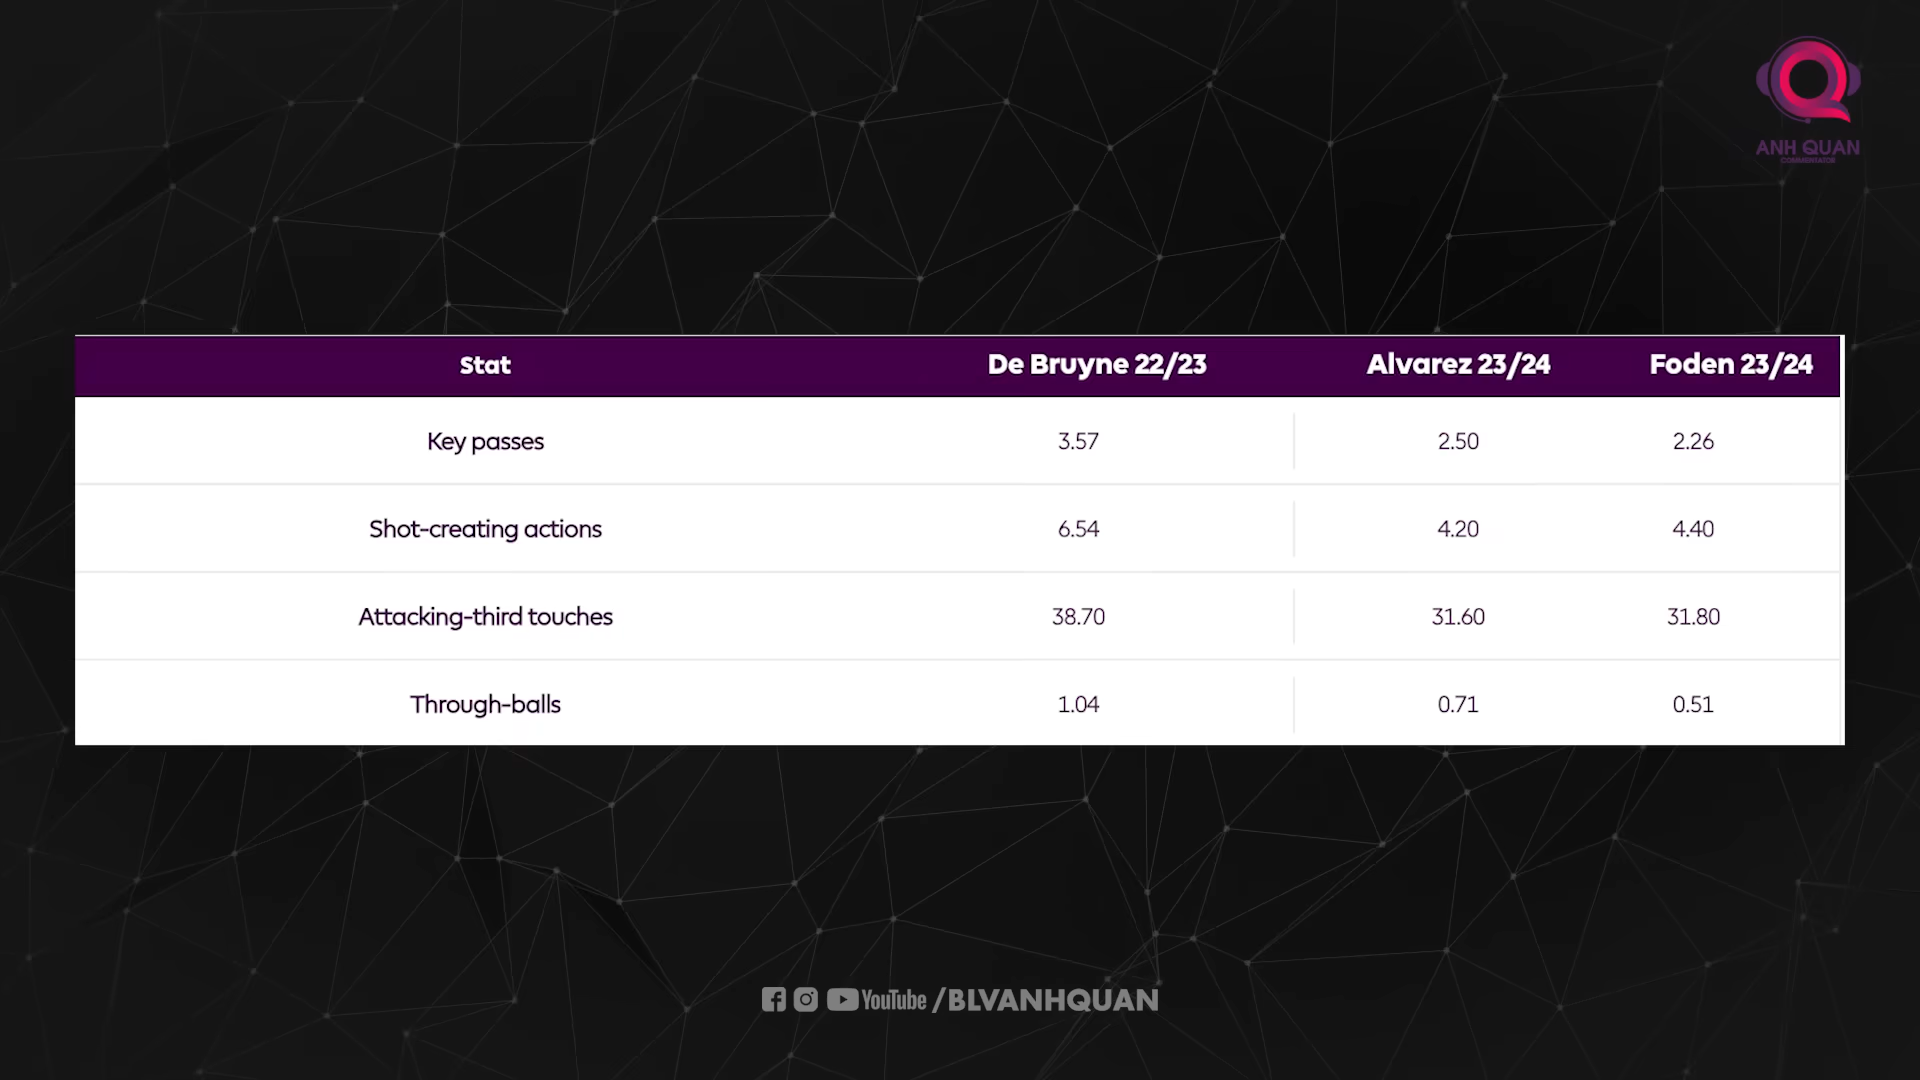 ANH QUAN
COMMENTATOR
Stat De Bruyne 22/23 Alvarez 23/24 Foden 23/24
Key passes 3.57 2.50 2.26
Shot-creating actions 6.54 4.20 4.40
Attacking-third touches 38.70 31.60 31.80
Through-balls 1.04 0.71 0.51
YouTube /BLVANHQUAN